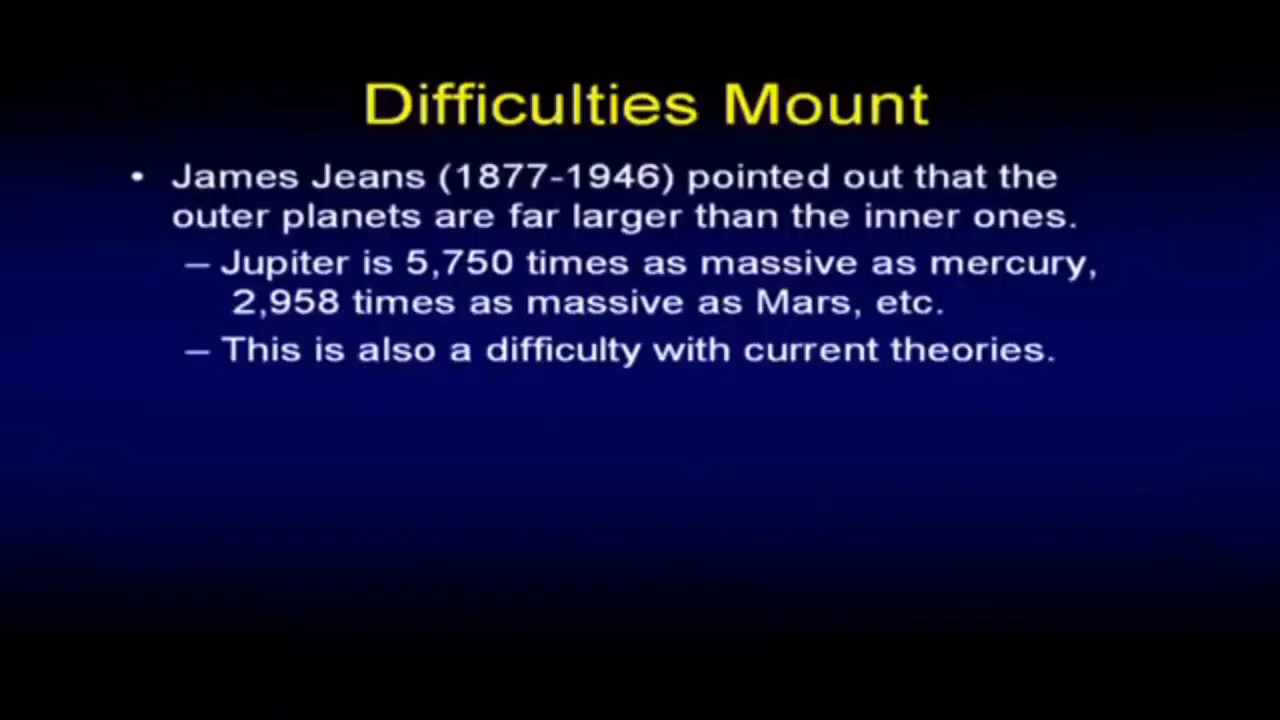 Difficulties Mount
• James Jeans (1877-1946) pointed out that the
outer planets are far larger than the inner ones.
– Jupiter is 5,750 times as massive as mercury,
2,958 times as massive as Mars, etc.
– This is also a difficulty with current theories.